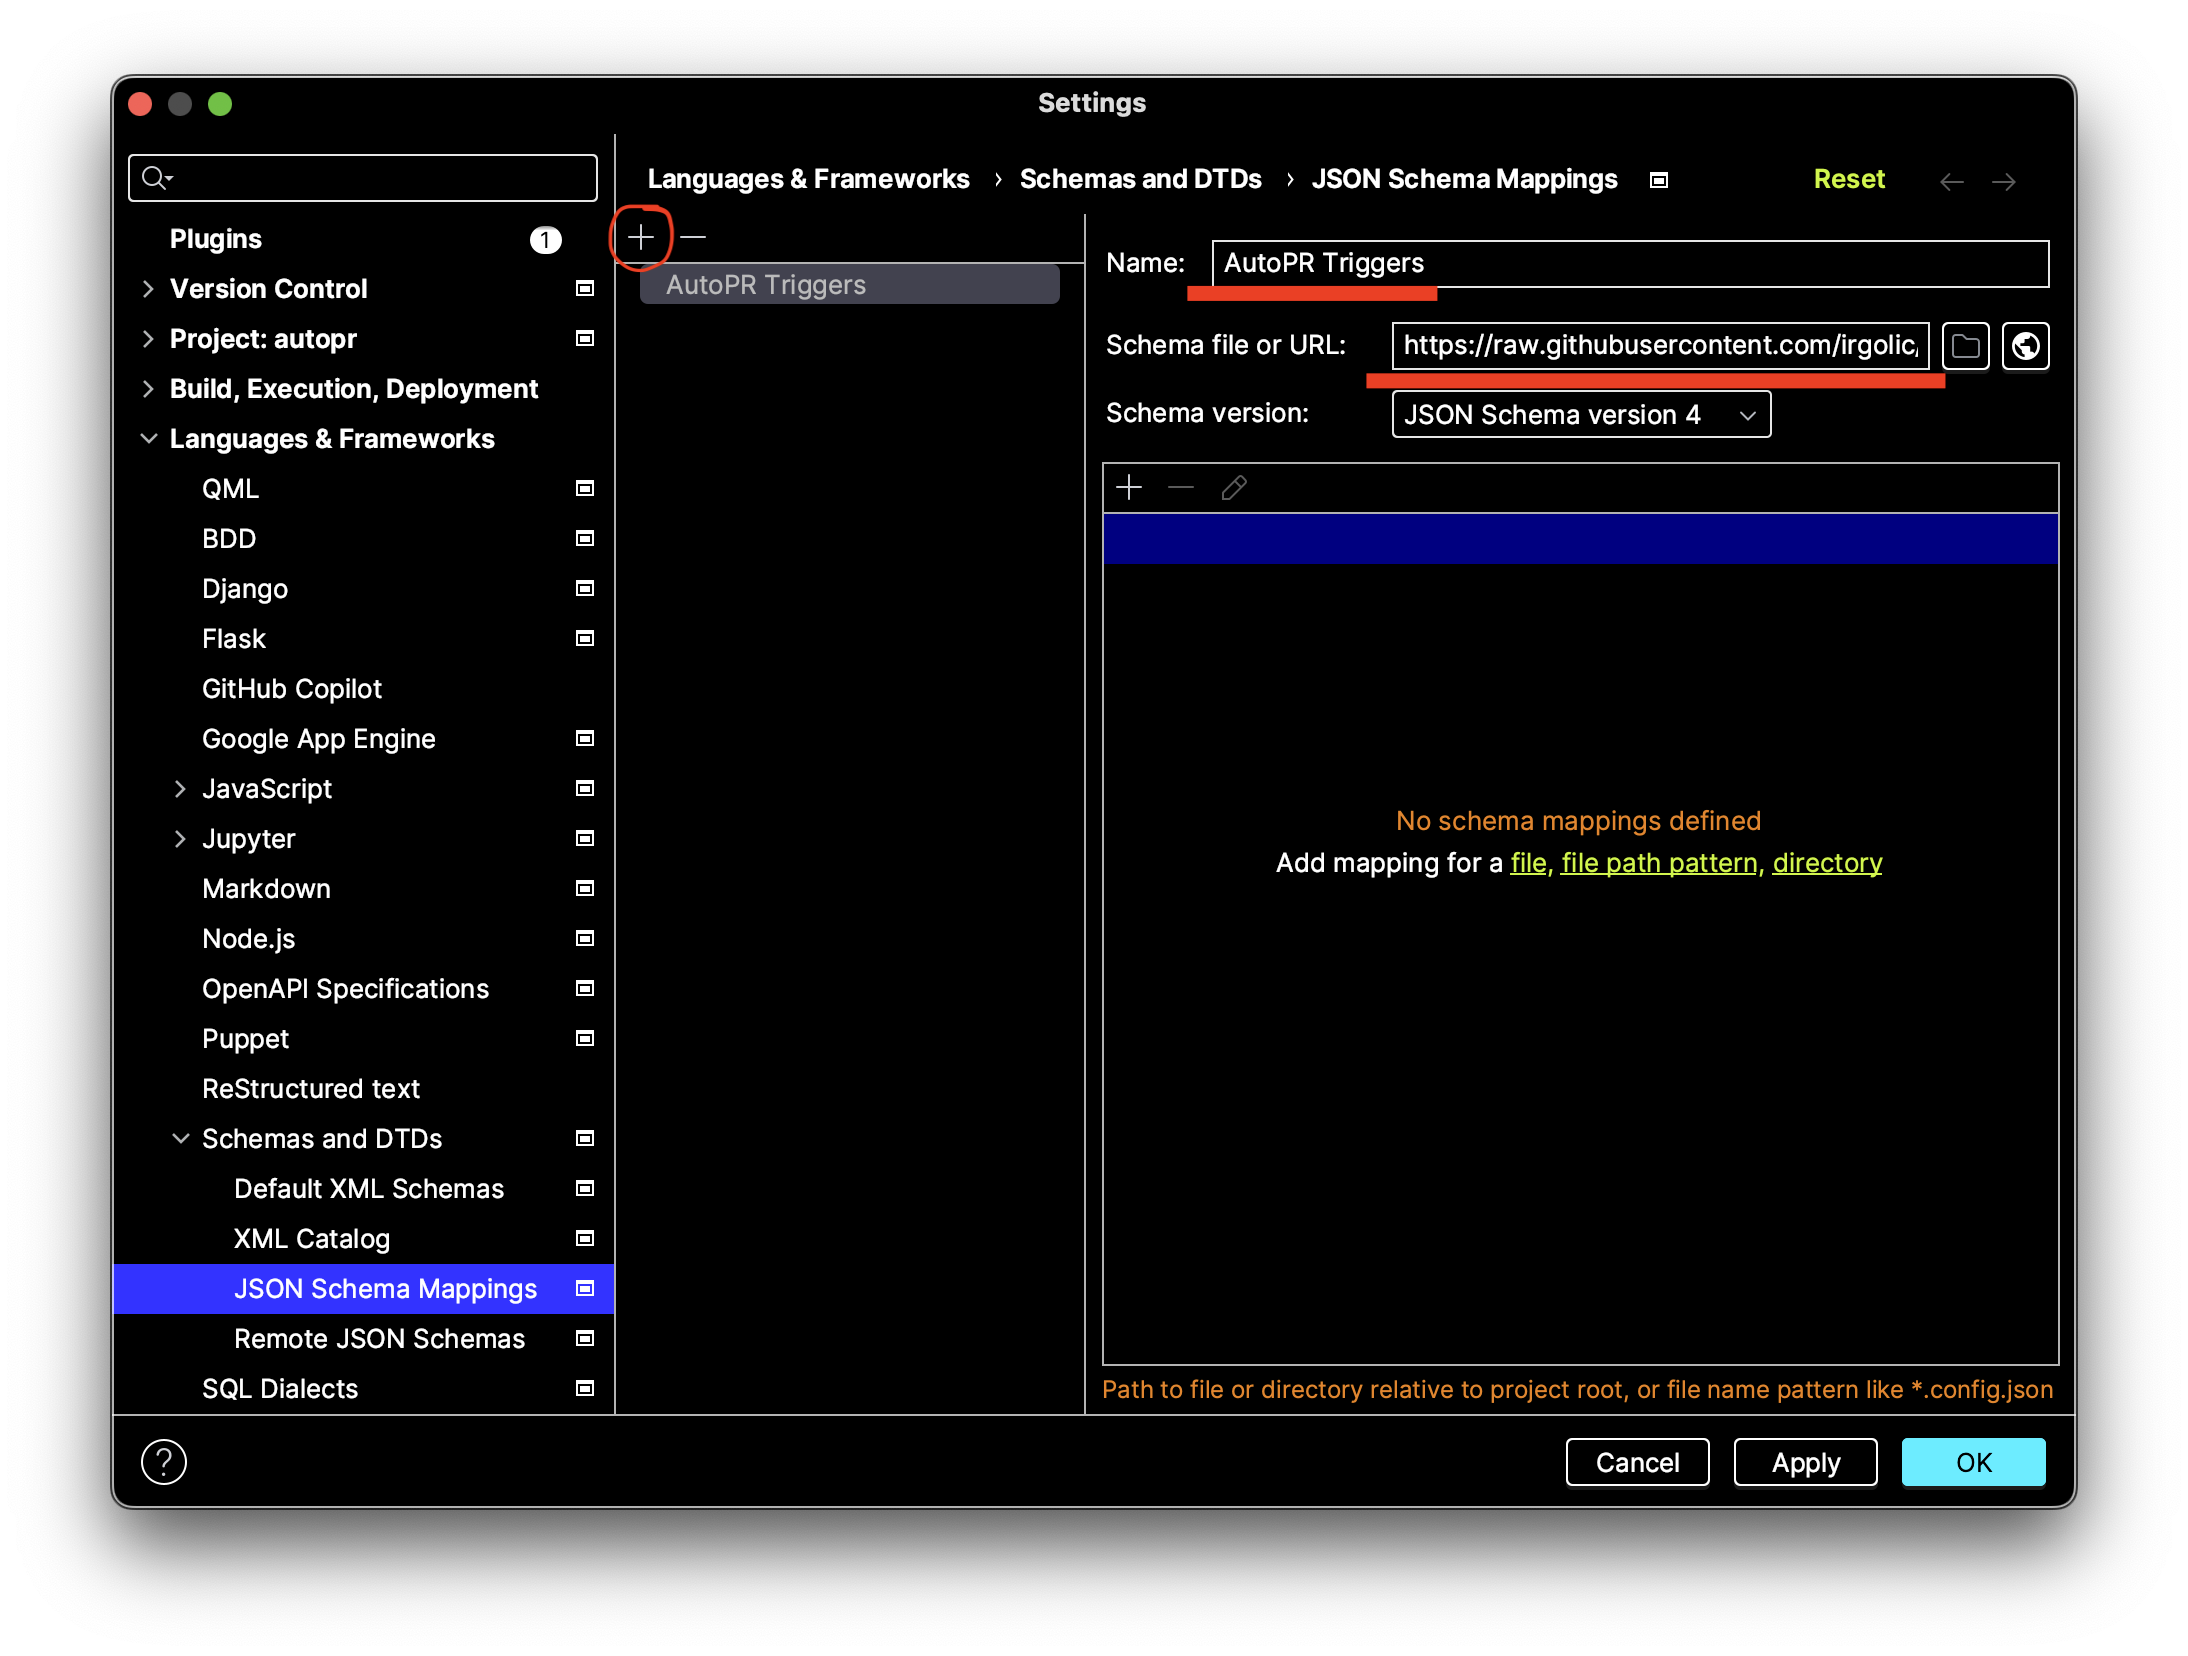 Settings
Plugins
1
Version Control
Project: autopr
Build, Execution, Deployment
Languages & Frameworks
QML
BDD
Django
Flask
GitHub Copilot
Google App Engine
JavaScript
Jupyter
Markdown
Node.js
OpenAPI Specifications
Puppet
ReStructured text
Schemas and DTDs
Default XML Schemas
XML Catalog
JSON Schema Mappings
Remote JSON Schemas
SQL Dialects
Languages & Frameworks › Schemas and DTDs › JSON Schema Mappings
Reset
AutoPR Triggers
Name: AutoPR Triggers
Schema file or URL: https://raw.githubusercontent.com/irgolic/
Schema version: JSON Schema version 4
No schema mappings defined
Add mapping for a file, file path pattern, directory
Path to file or directory relative to project root, or file name pattern like *.config.json
?
Cancel
Apply
OK